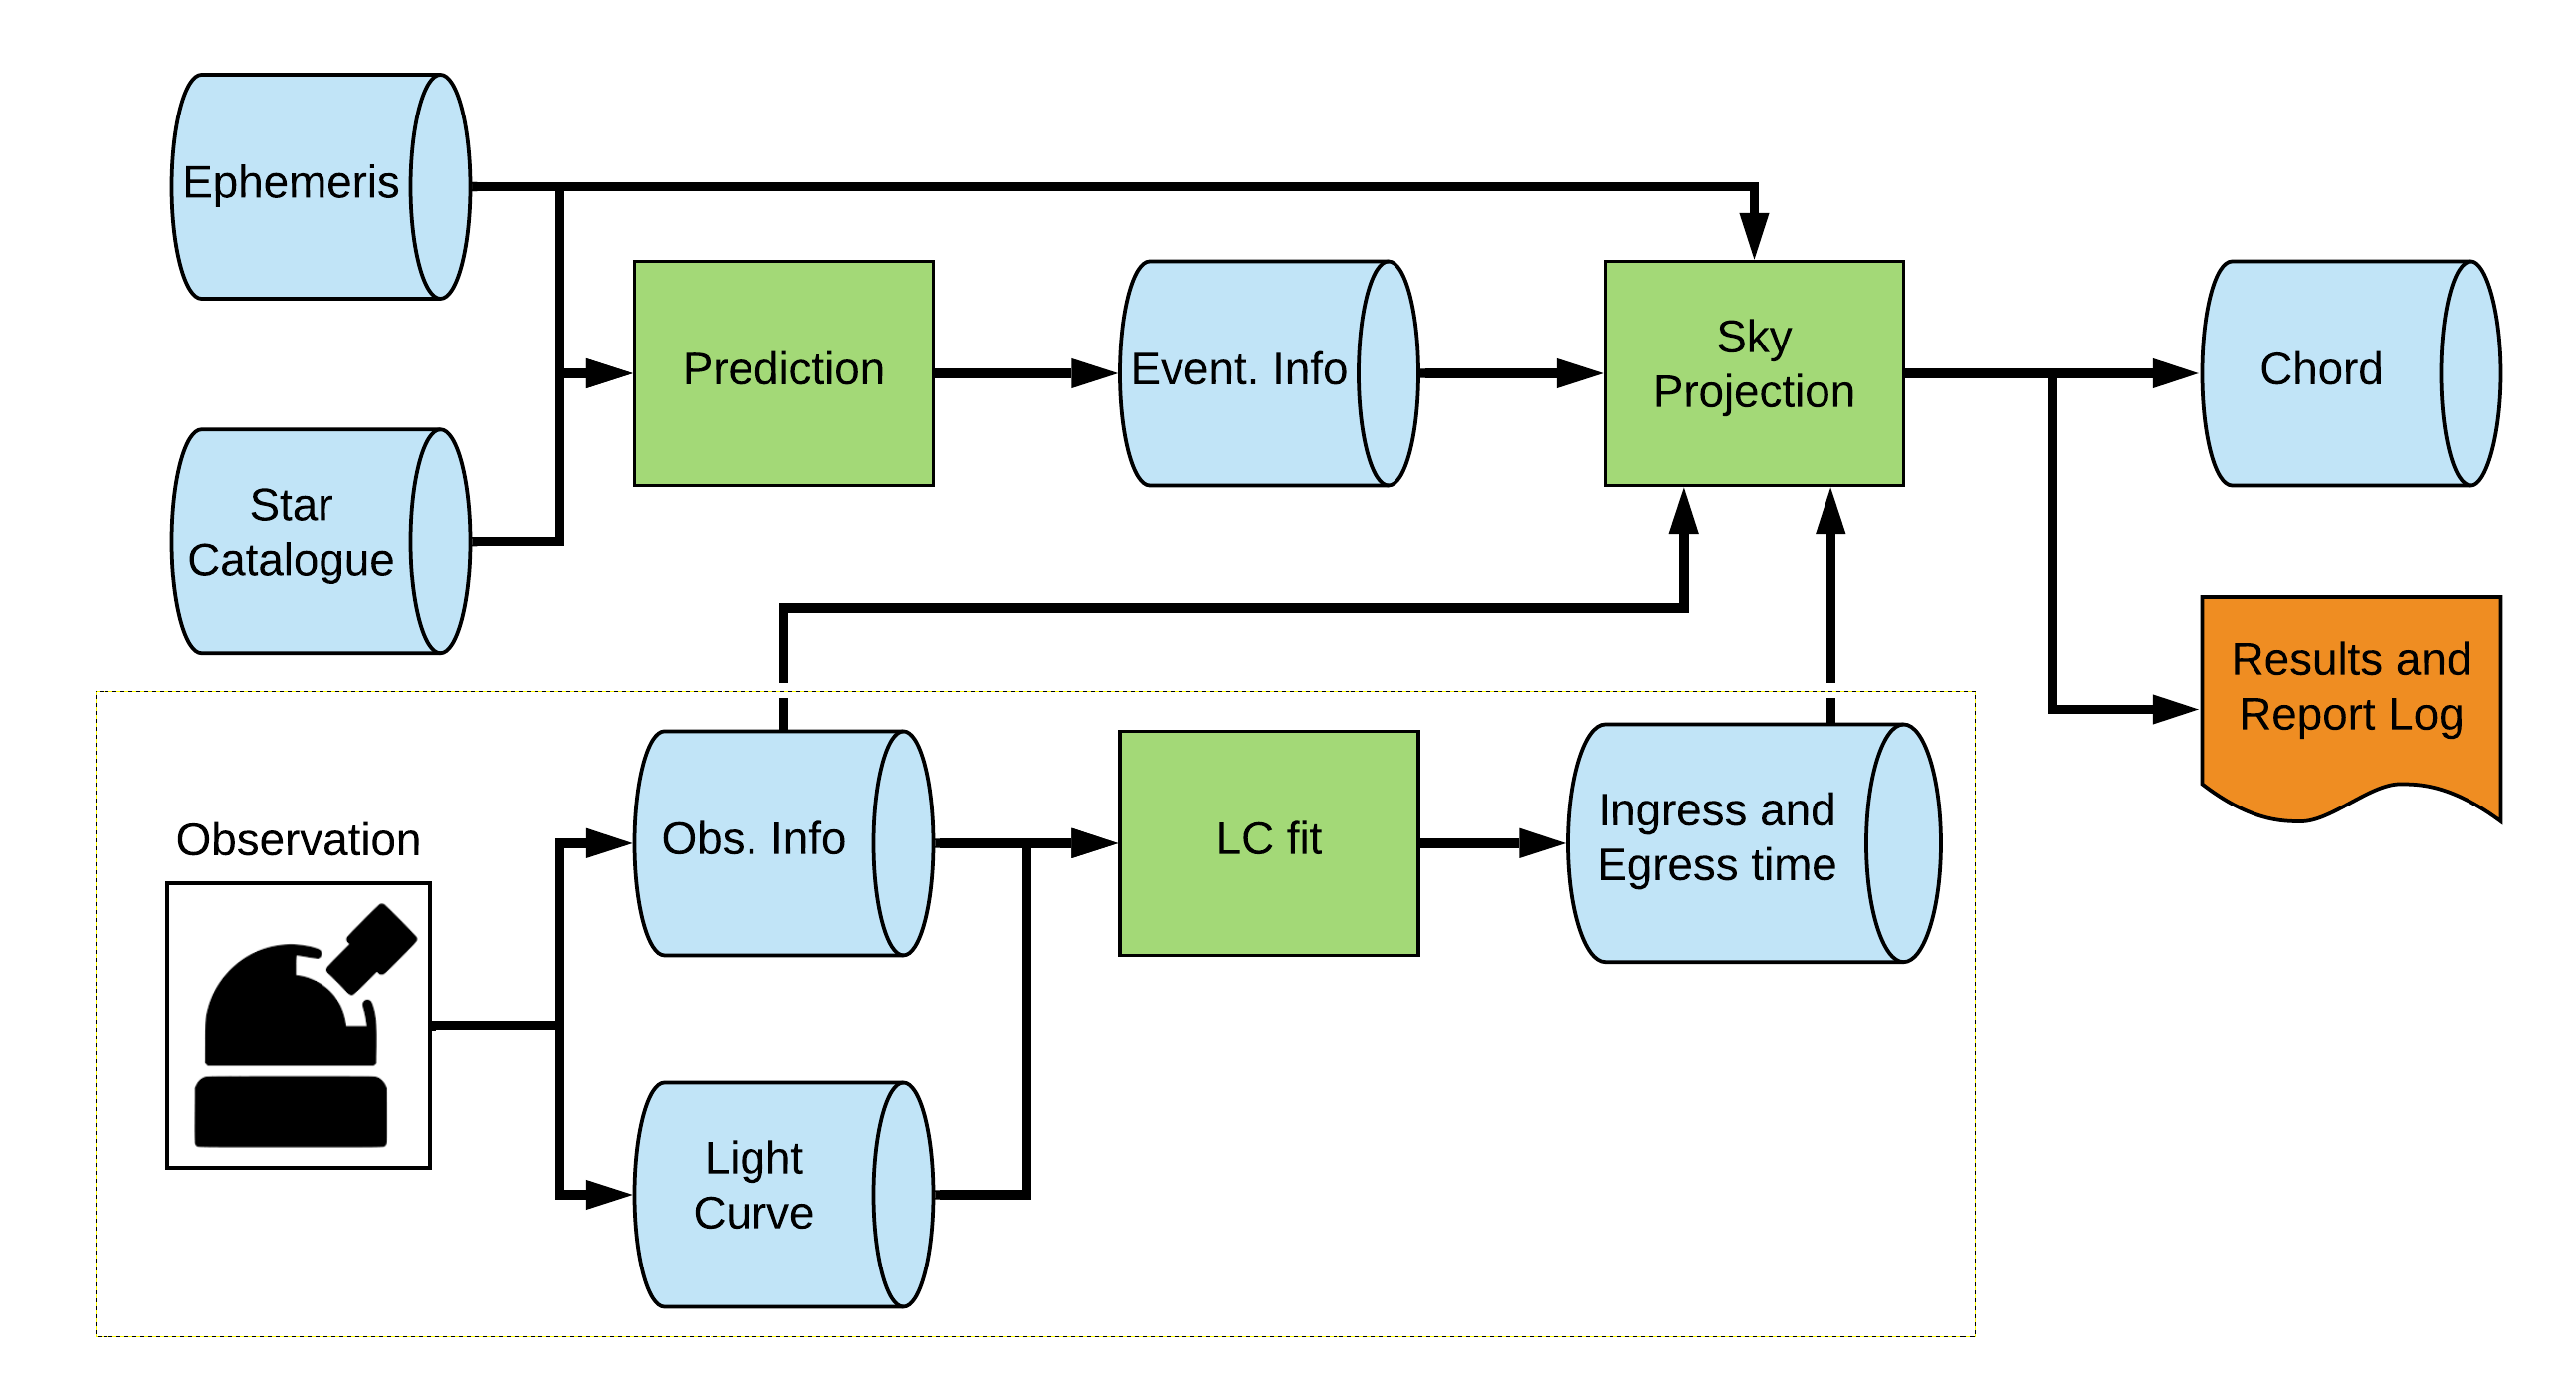 Ephemeris
Prediction
Event. Info
Sky
Projection
Chord
Star
Catalogue
Results and
Report Log
Observation
Obs. Info
LC fit
Ingress and
Egress time
Light
Curve